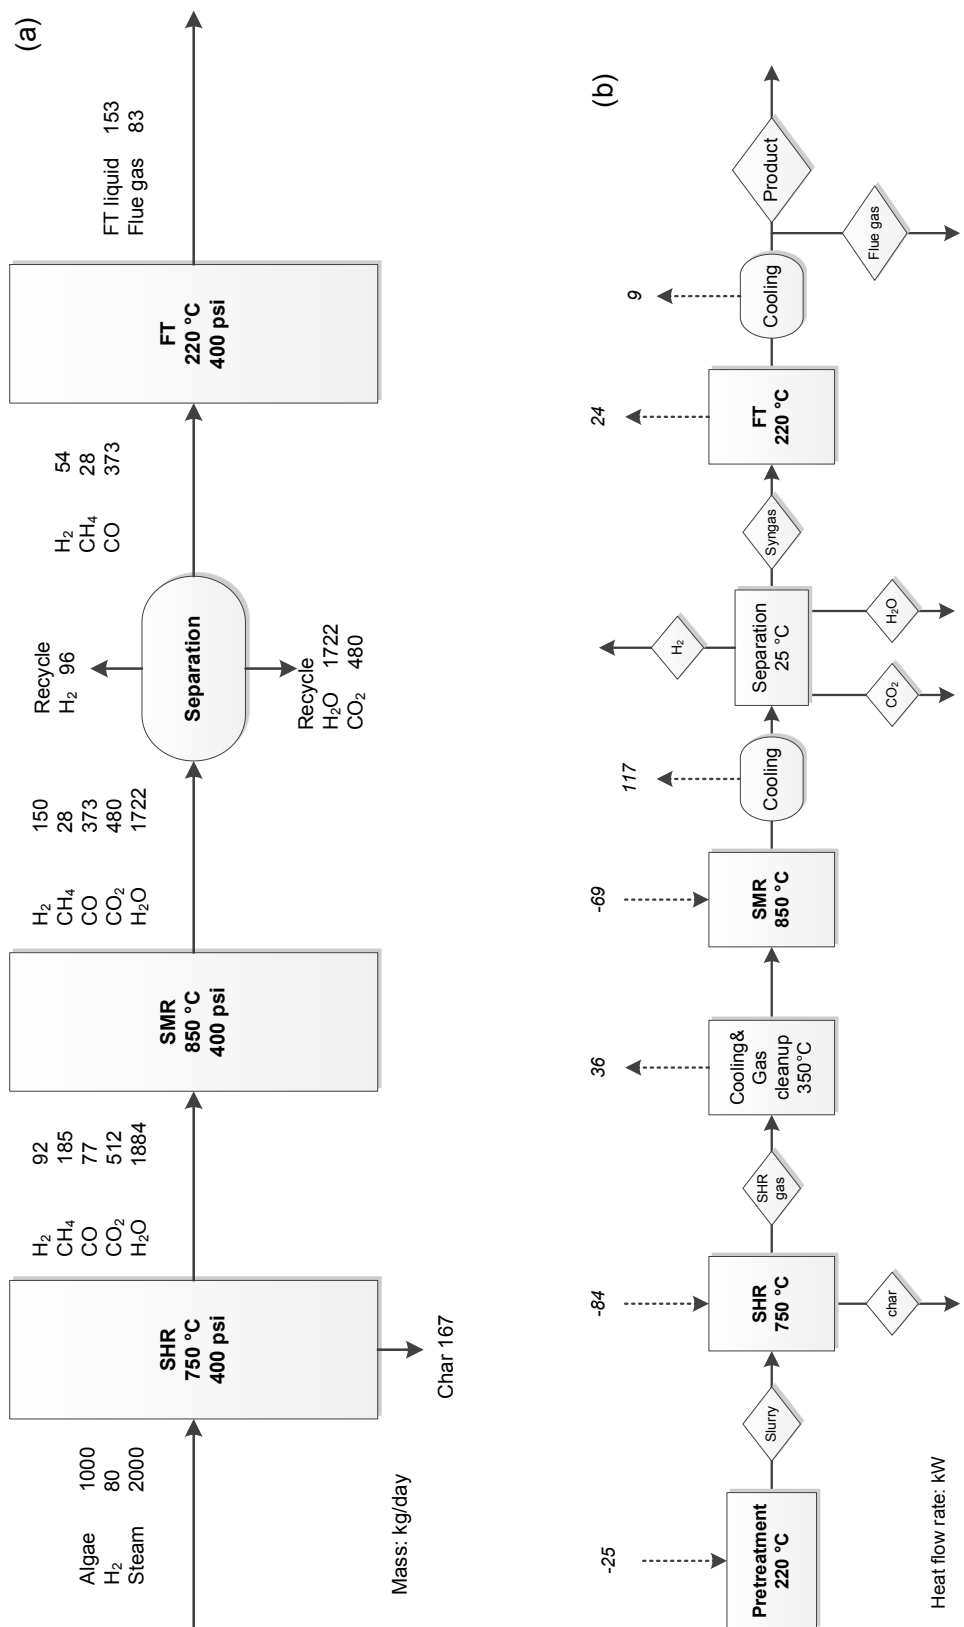 (a)
Algae 1000
H₂ 80
Steam 2000
SHR
750 °C
400 psi
Char 167
H₂ 92
CH₄ 185
CO 77
CO₂ 512
H₂O 1884
SMR
850 °C
400 psi
H₂ 150
CH₄ 28
CO 373
CO₂ 480
H₂O 1722
Recycle
H₂ 96
Separation
Recycle
H₂O 1722
CO₂ 480
H₂ 54
CH₄ 28
CO 373
FT
220 °C
400 psi
FT liquid 153
Flue gas 83
Mass: kg/day
(b)
-25
Pretreatment
220 °C
Slurry
-84
SHR
750 °C
char
SHR
gas
36
Cooling&
Gas
cleanup
350°C
-69
SMR
850 °C
117
Cooling
H₂
Separation
25 °C
CO₂
H₂O
Syngas
24
FT
220 °C
9
Cooling
Flue gas
Product
Heat flow rate: kW